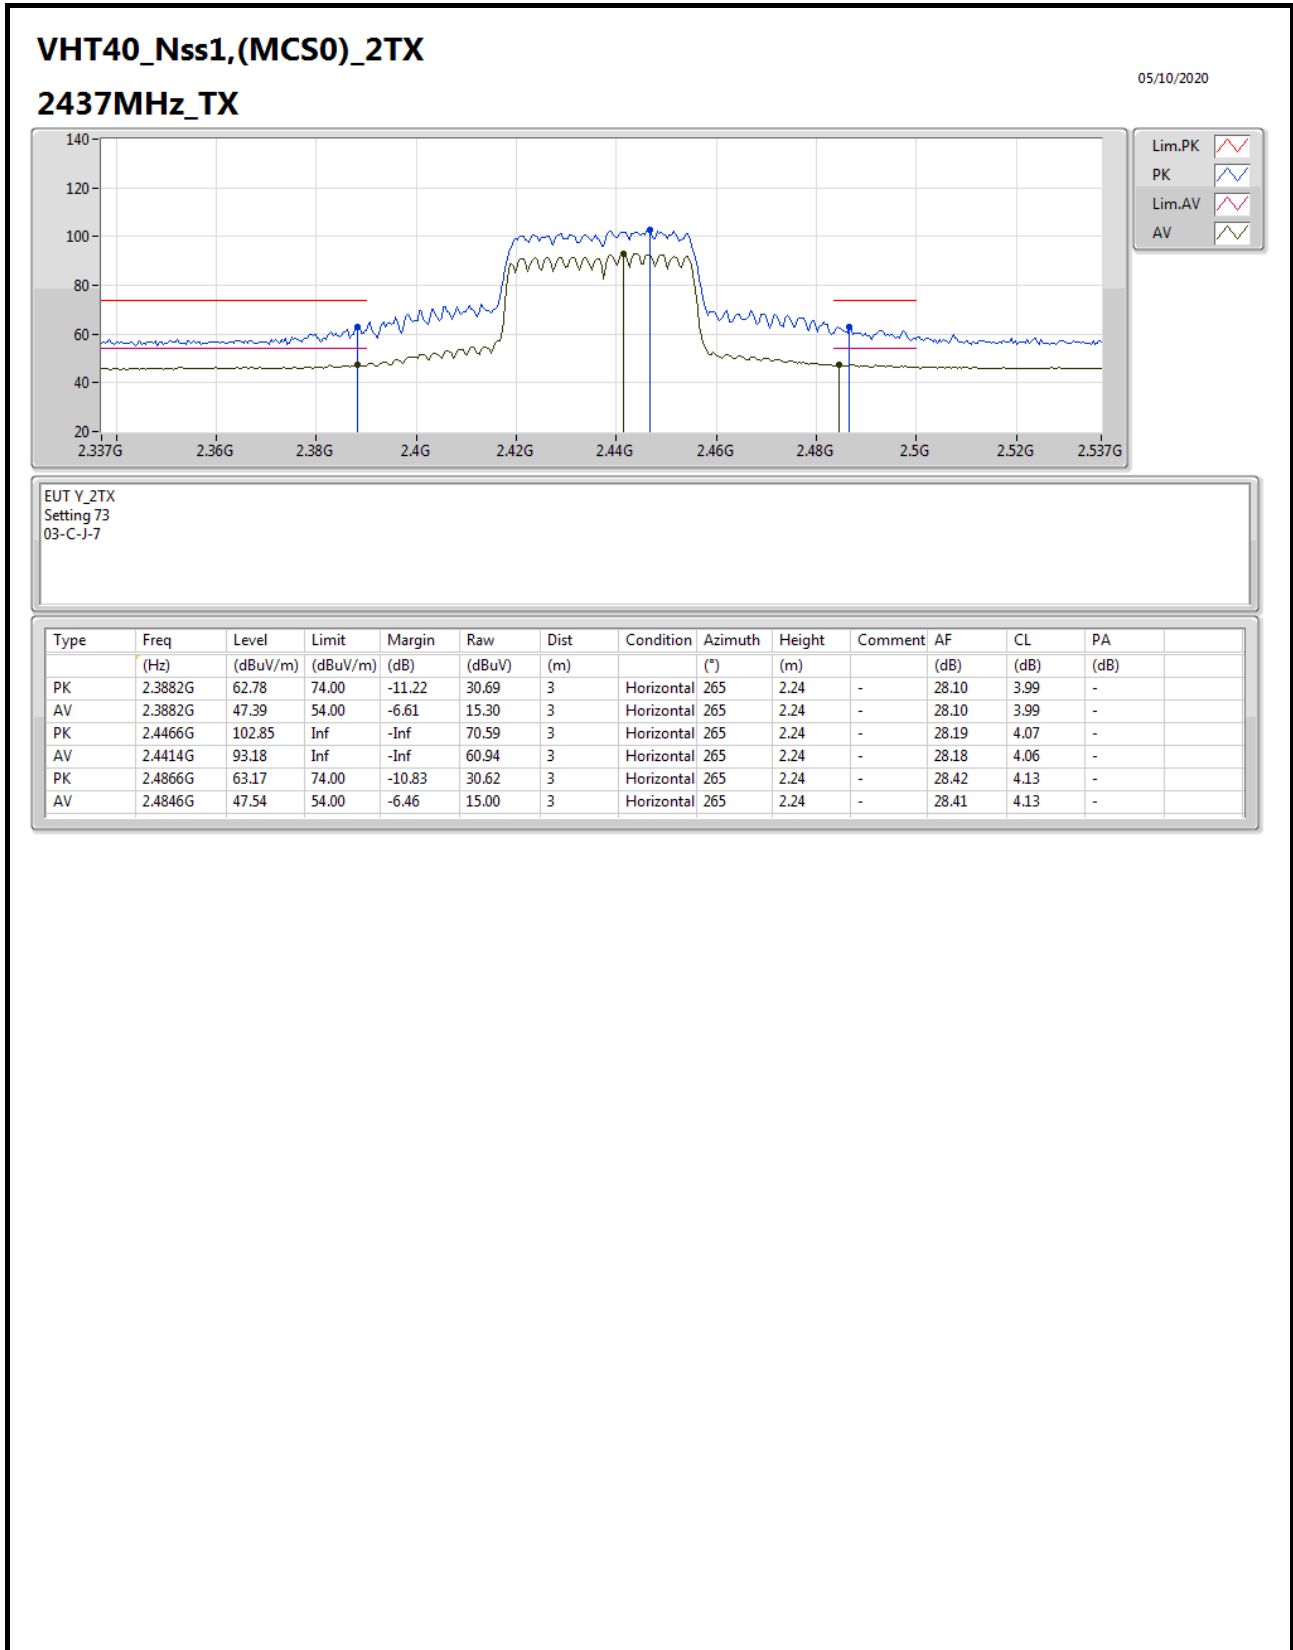 VHT40_Nss1,(MCS0)_2TX
05/10/2020
2437MHz_TX
140
120
100
80
60
40
20
2.337G 2.36G 2.38G 2.4G 2.42G 2.44G 2.46G 2.48G 2.5G 2.52G 2.537G
Lim.PK
PK
Lim.AV
AV
EUT Y_2TX
Setting 73
03-C-J-7
Type Freq Level Limit Margin Raw Dist Condition Azimuth Height Comment AF CL PA
(Hz) (dBuV/m) (dBuV/m) (dB) (dBuV) (m) (°) (m) (dB) (dB) (dB)
PK 2.3882G 62.78 74.00 -11.22 30.69 3 Horizontal 265 2.24 - 28.10 3.99 -
AV 2.3882G 47.39 54.00 -6.61 15.30 3 Horizontal 265 2.24 - 28.10 3.99 -
PK 2.4466G 102.85 Inf -Inf 70.59 3 Horizontal 265 2.24 - 28.19 4.07 -
AV 2.4414G 93.18 Inf -Inf 60.94 3 Horizontal 265 2.24 - 28.18 4.06 -
PK 2.4866G 63.17 74.00 -10.83 30.62 3 Horizontal 265 2.24 - 28.42 4.13 -
AV 2.4846G 47.54 54.00 -6.46 15.00 3 Horizontal 265 2.24 - 28.41 4.13 -